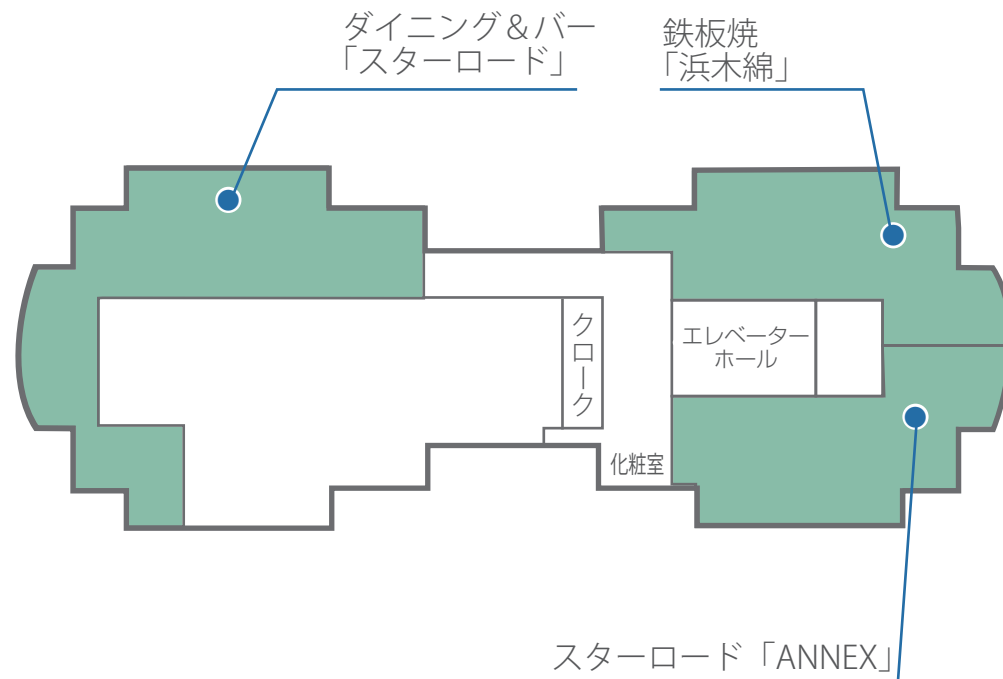 ダイニング＆バー
「スターロード」
鉄板焼
「浜木綿」
クローク
エレベーター
ホール
化粧室
スターロード「ANNEX」